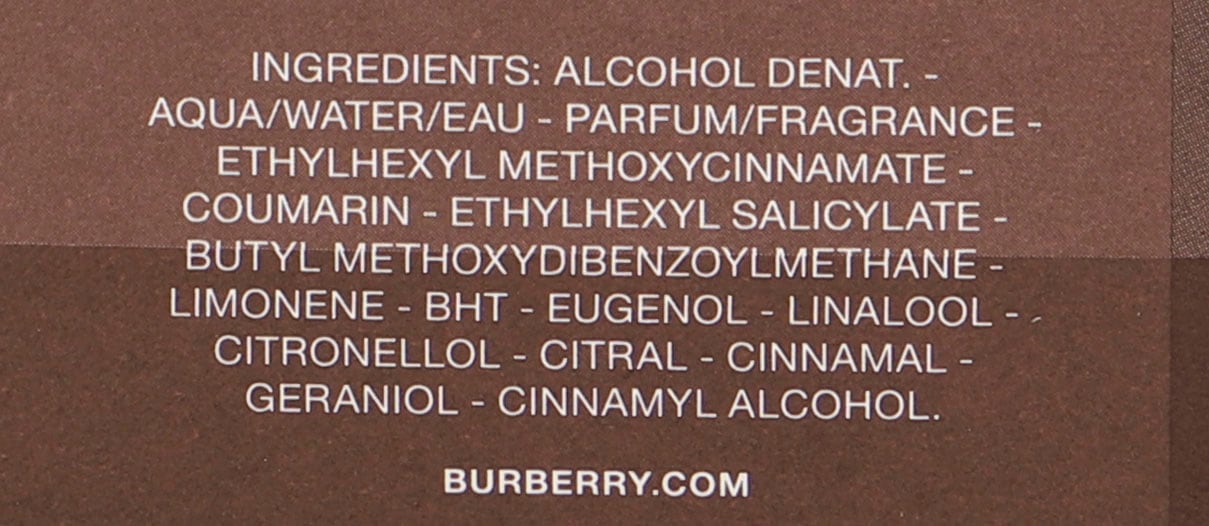 INGREDIENTS: ALCOHOL DENAT. -
AQUA/WATER/EAU - PARFUM/FRAGRANCE -
ETHYLHEXYL METHOXYCINNAMATE -
COUMARIN - ETHYLHEXYL SALICYLATE -
BUTYL METHOXYDIBENZOYLMETHANE -
LIMONENE - BHT - EUGENOL - LINALOOL -
CITRONELLOL - CITRAL - CINNAMAL -
GERANIOL - CINNAMYL ALCOHOL.
BURBERRY.COM